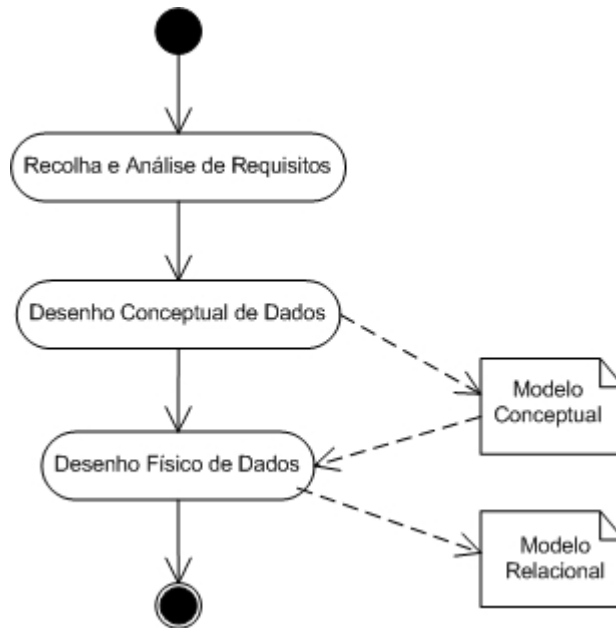 Recolha e Análise de Requisitos
Desenho Conceptual de Dados
Modelo
Conceptual
Desenho Físico de Dados
Modelo
Relacional